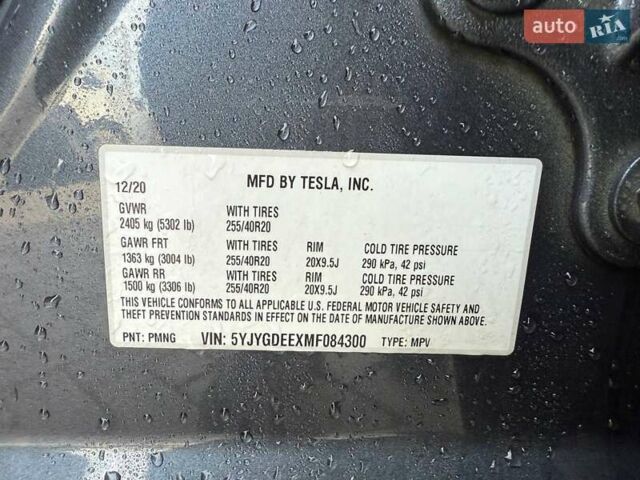 auto RIA
12/20 MFD BY TESLA, INC.
GVWR WITH TIRES
2405 kg (5302 lb) 255/40R20
GAWR FRT WITH TIRES RIM COLD TIRE PRESSURE
1363 kg (3004 lb) 255/40R20 20X9.5J 290 kPa, 42 psi
GAWR RR WITH TIRES RIM COLD TIRE PRESSURE
1500 kg (3306 lb) 255/40R20 20X9.5J 290 kPa, 42 psi
THIS VEHICLE CONFORMS TO ALL APPLICABLE U.S. FEDERAL MOTOR VEHICLE SAFETY AND
THEFT PREVENTION STANDARDS IN EFFECT ON THE DATE OF MANUFACTURE SHOWN ABOVE.
PNT: PMNG VIN: 5YJYGDEEXMF084300 TYPE: MPV